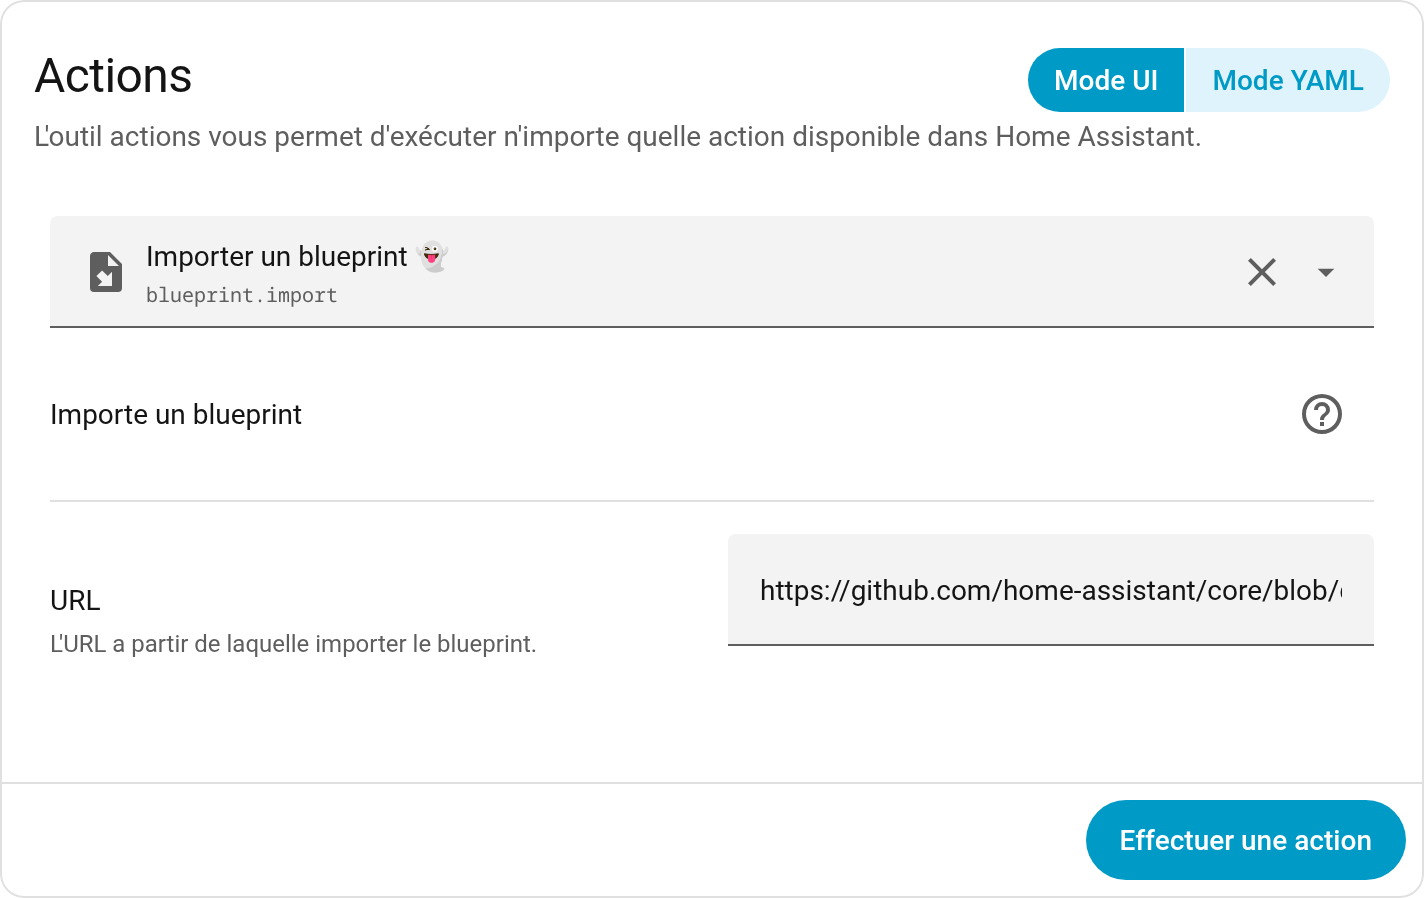 Actions
Mode UI
Mode YAML
L'outil actions vous permet d'exécuter n'importe quelle action disponible dans Home Assistant.
Importer un blueprint 👻
blueprint.import
Importe un blueprint
URL
L'URL a partir de laquelle importer le blueprint.
https://github.com/home-assistant/core/blob/
Effectuer une action